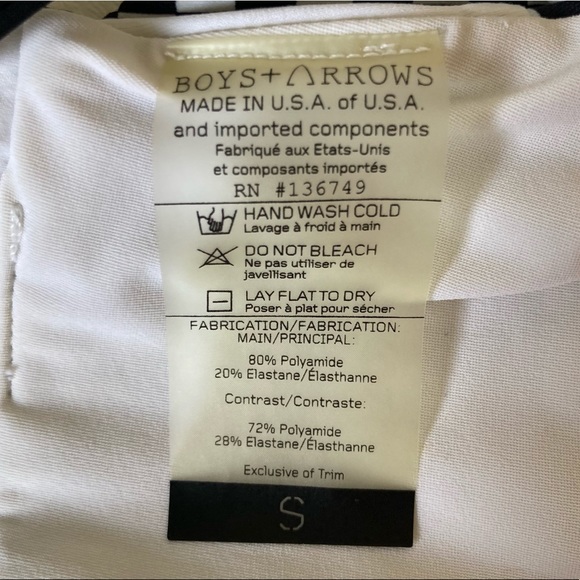 BOYS+ARROWS
MADE IN U.S.A. of U.S.A.
and imported components
Fabriqué aux Etats-Unis
et composants importés
RN #136749
HAND WASH COLD
Lavage à froid à main
DO NOT BLEACH
Ne pas utiliser de
javellisant
LAY FLAT TO DRY
Poser à plat pour sécher
FABRICATION/FABRICATION:
MAIN/PRINCIPAL:
80% Polyamide
20% Elastane/Élasthanne
Contrast/Contraste:
72% Polyamide
28% Elastane/Élasthanne
Exclusive of Trim
S